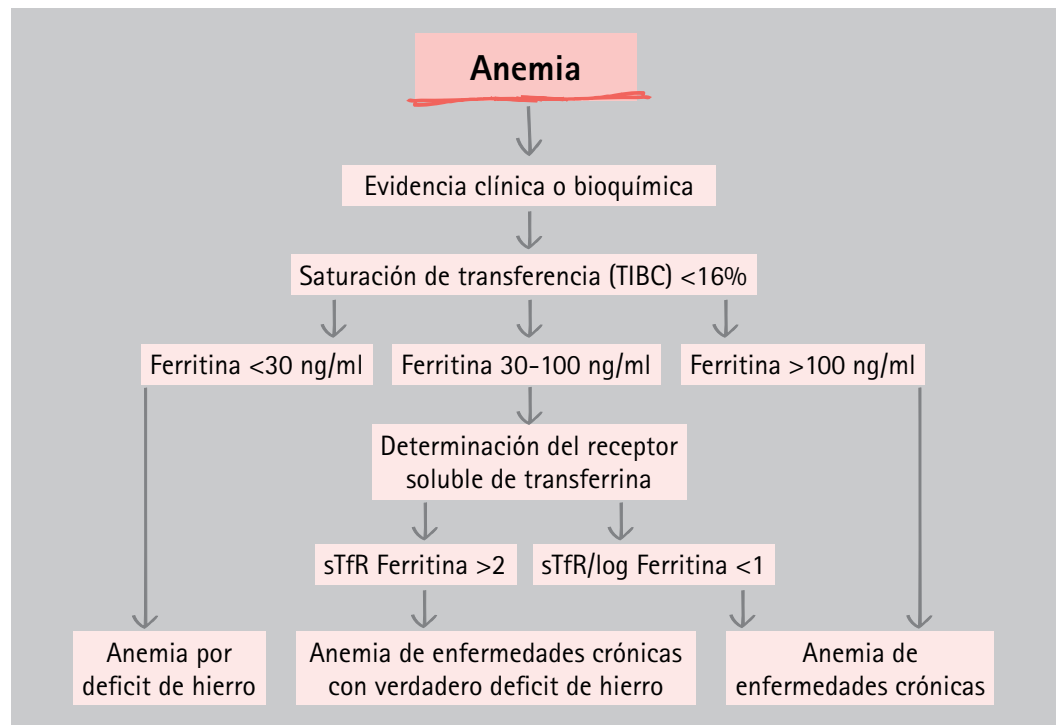 Anemia
Evidencia clínica o bioquímica
Saturación de transferencia (TIBC) <16%
Ferritina <30 ng/ml
Ferritina 30-100 ng/ml
Ferritina >100 ng/ml
Determinación del receptor
soluble de transferrina
sTfR Ferritina >2
sTfR/log Ferritina <1
Anemia por
deficit de hierro
Anemia de enfermedades crónicas
con verdadero deficit de hierro
Anemia de
enfermedades crónicas